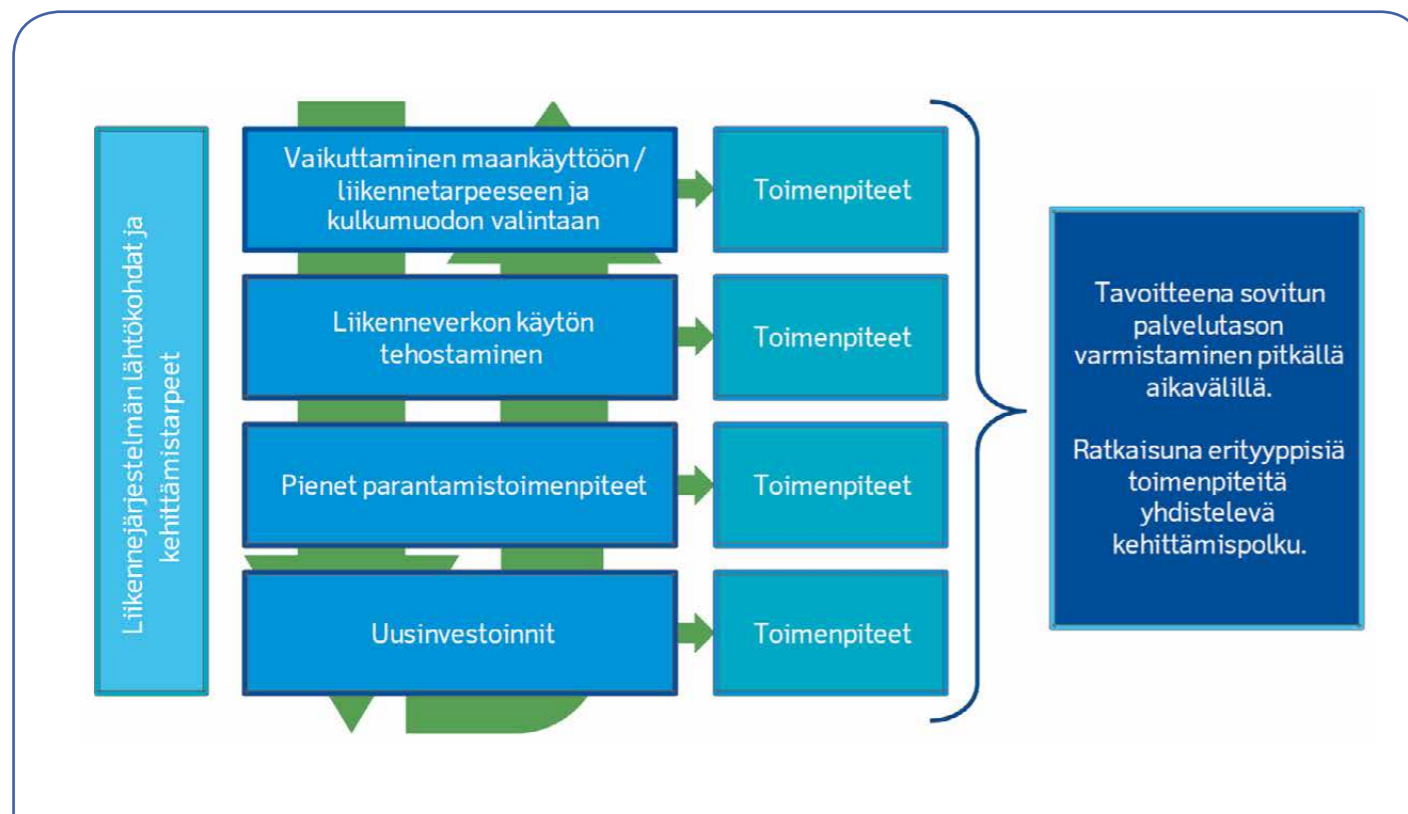 Liikennejärjestelmän lähtökohdat ja
kehittämistarpeet
Vaikuttaminen maankäyttöön /
liikennetarpeeseen ja
kulkumuodon valintaan
Toimenpiteet
Liikenneverkon käytön
tehostaminen
Toimenpiteet
Pienet parantamistoimenpiteet
Toimenpiteet
Uusinvestoinnit
Toimenpiteet
Tavoitteena sovitun
palvelutason
varmistaminen pitkällä
aikavälillä.
Ratkaisuna erityyppisiä
toimenpiteitä
yhdistelevä
kehittämispolku.